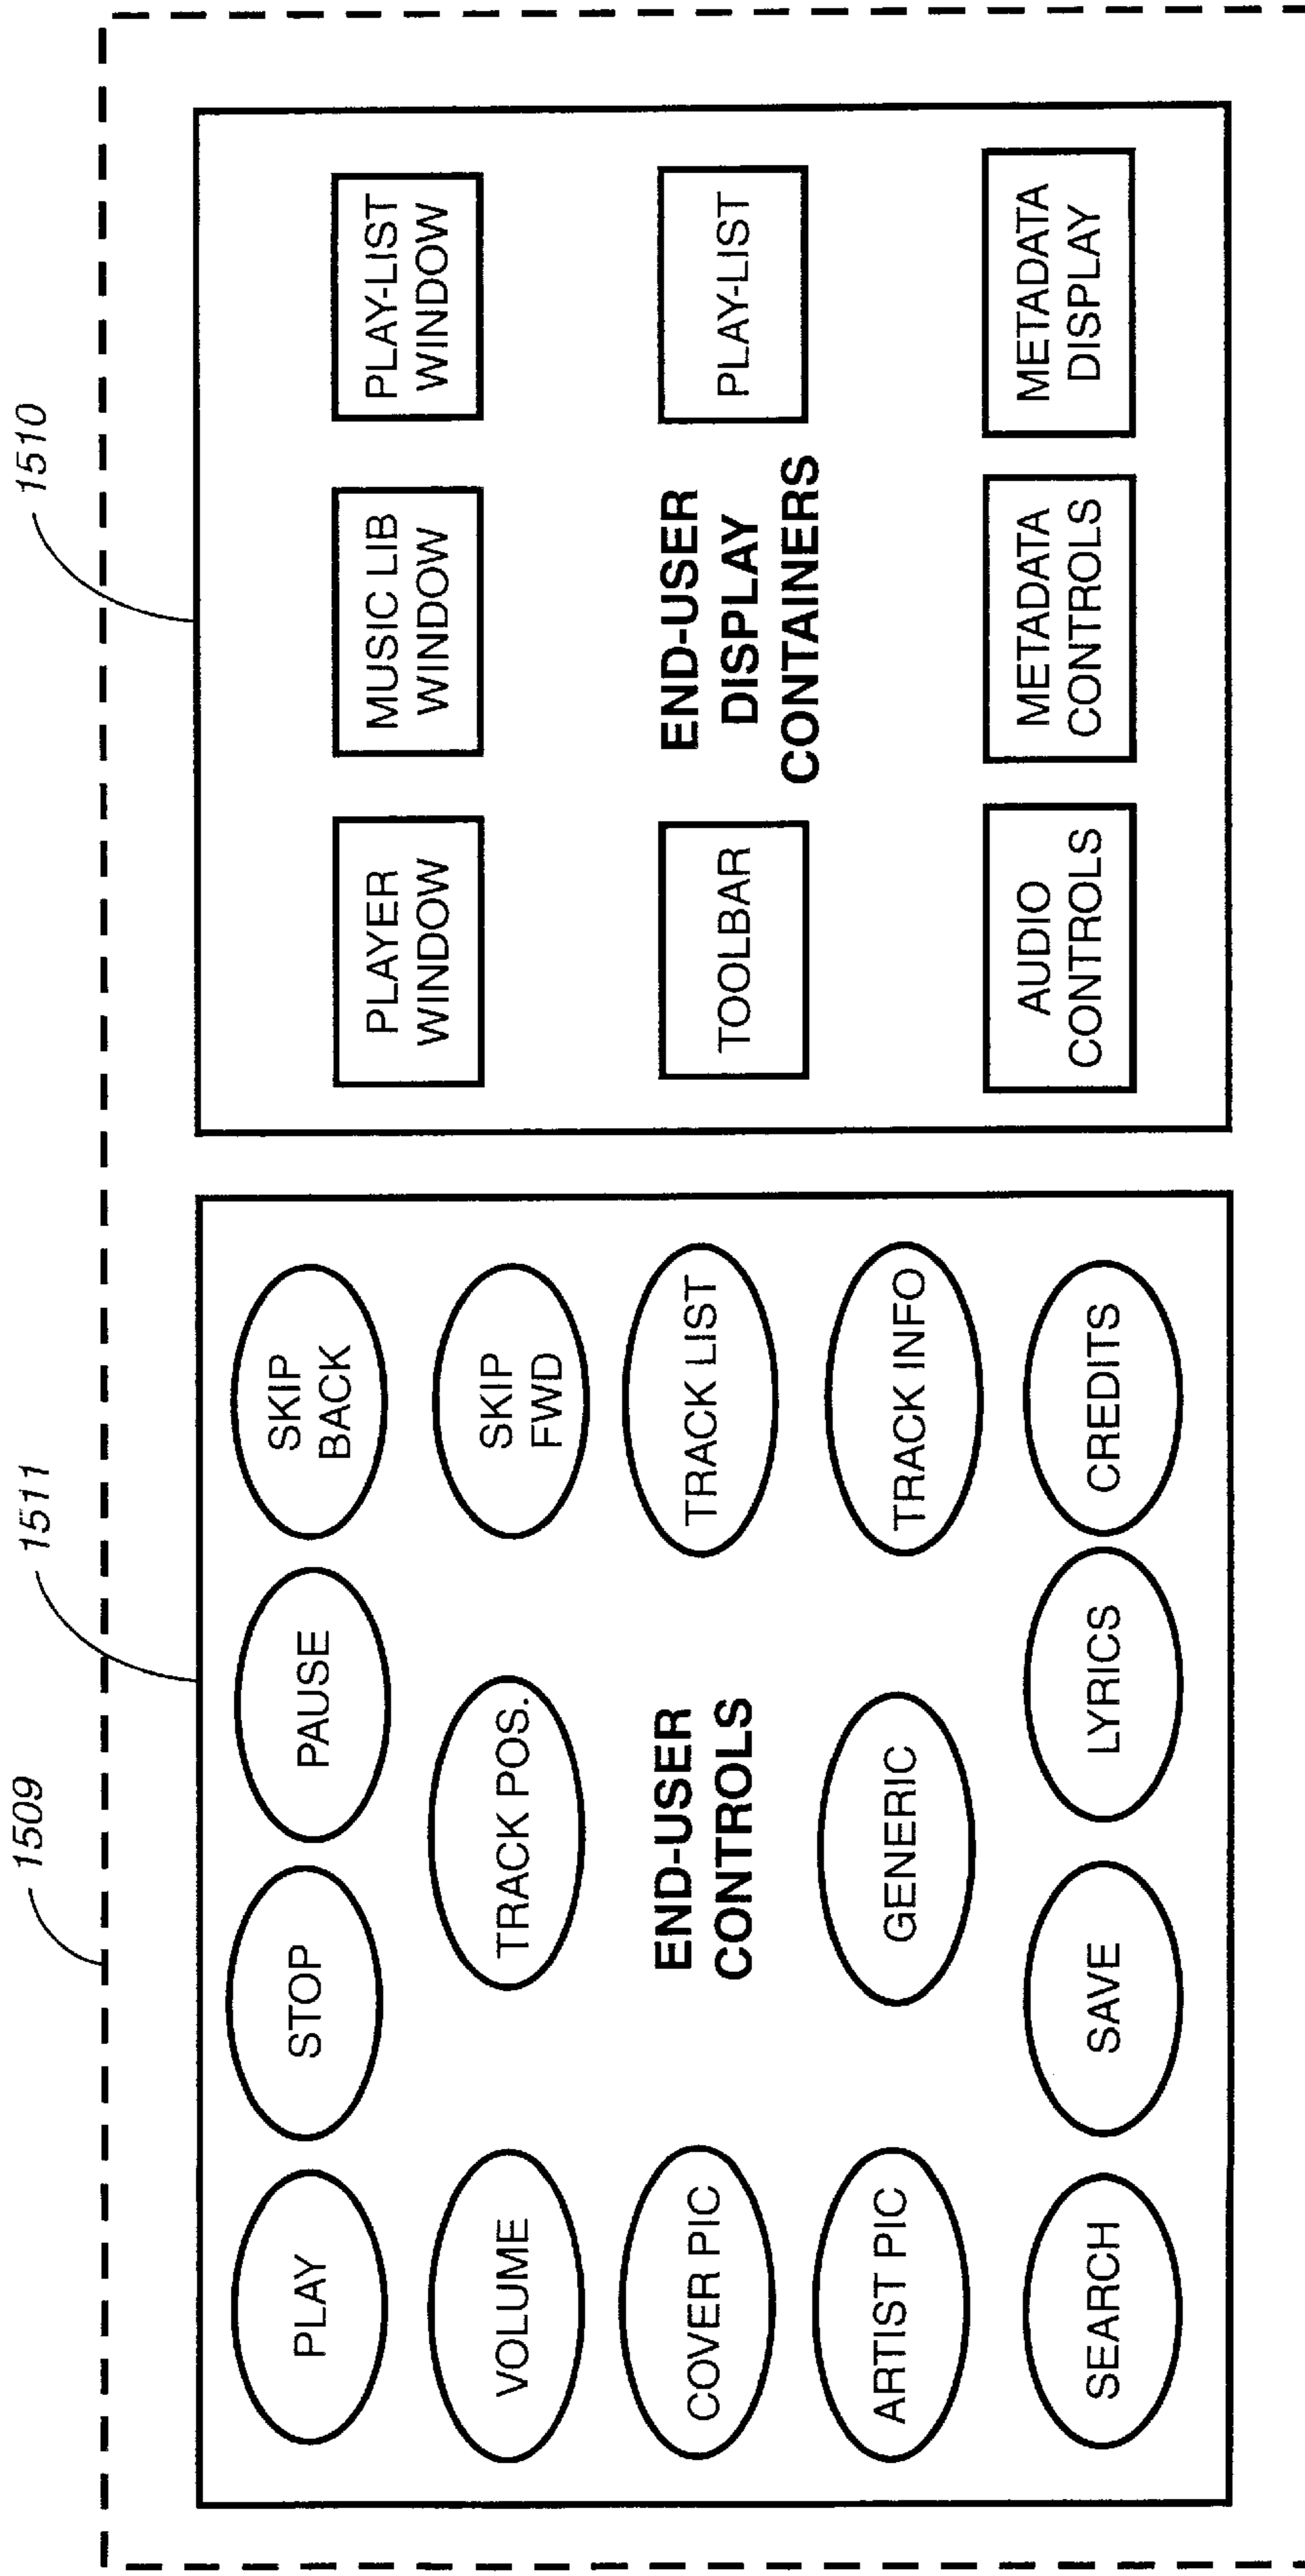 1509
1511
1510
PLAY
STOP
PAUSE
SKIP
BACK
VOLUME
TRACK POS.
SKIP
FWD
COVER PIC
END-USER
CONTROLS
TRACK LIST
ARTIST PIC
GENERIC
TRACK INFO
SEARCH
SAVE
LYRICS
CREDITS
PLAYER
WINDOW
MUSIC LIB
WINDOW
PLAY-LIST
WINDOW
TOOLBAR
END-USER
DISPLAY
CONTAINERS
PLAY-LIST
AUDIO
CONTROLS
METADATA
CONTROLS
METADATA
DISPLAY